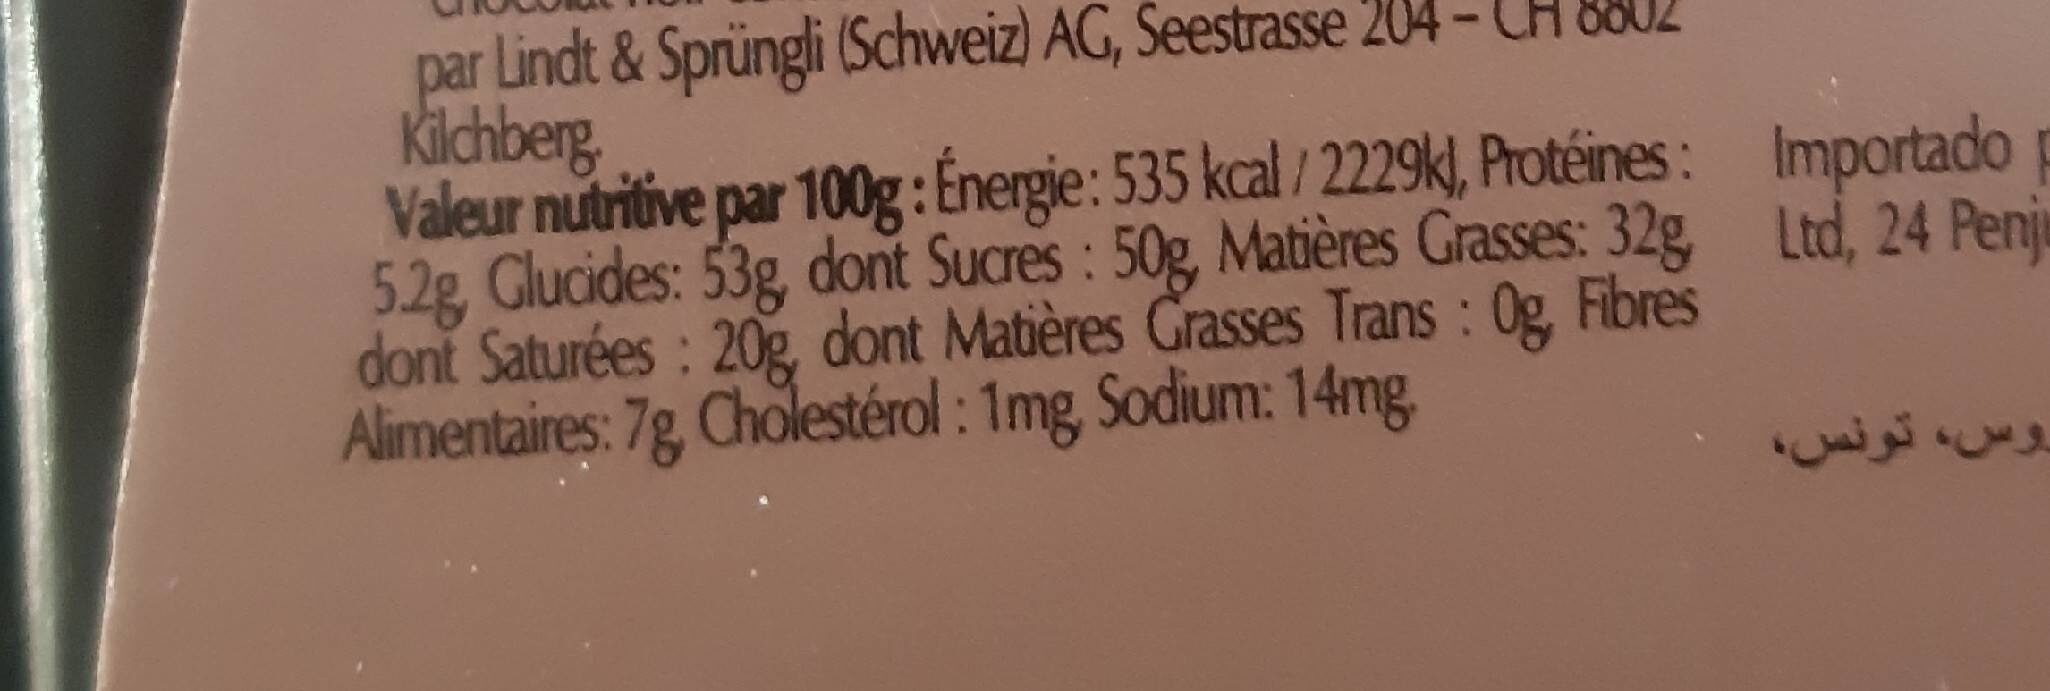 par Lindt & Sprüngli (Schweiz) AG, Seestrasse 204 – CH 8802
Kilchberg.
Valeur nutritive par 100g : Énergie: 535 kcal / 2229kJ, Protéines :
5.2g, Glucides: 53g, dont Sucres : 50g, Matières Grasses: 32g,
dont Saturées : 20g, dont Matières Grasses Trans : 0g, Fibres
Alimentaires: 7g, Cholestérol : 1mg, Sodium: 14mg.
Importado
Ltd, 24
تونس،